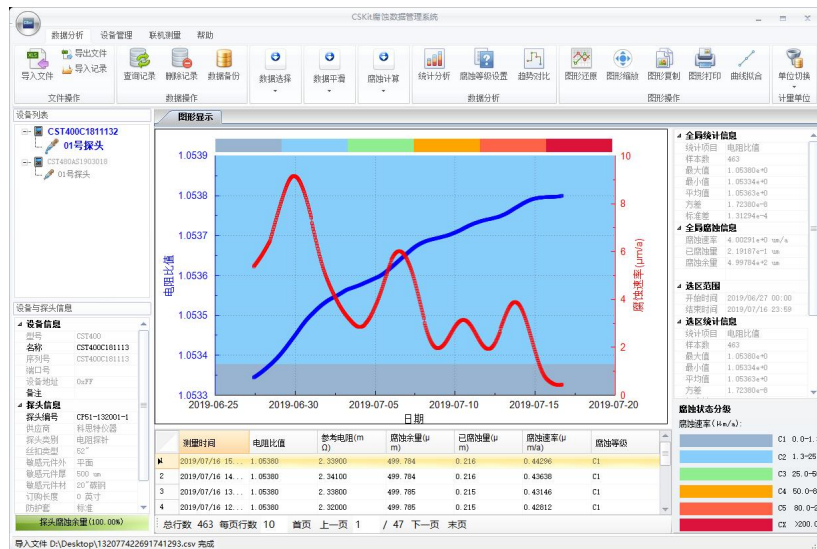 CSKit腐蚀数据管理系统
数据分析 设备管理 联机测量 帮助
导入文件 导出文件 导入记录 查询记录 删除记录 数据备份 数据选择 数据平滑 腐蚀计算 统计分析 腐蚀等级设置 趋势对比 图形还原 图形缩放 图形复制 图形打印 曲线拟合 单位切换
文件操作 数据操作 数据分析 图形操作 计量单位
设备列表
CST400C1811132
01号探头
CST400AS1903018
01号探头
设备与探头信息
设备信息
型号 CST400
名称 CST400C181113
序列号 CST400C181113
端口号
设备地址 0xFF
备注
探头信息
探头编号 CP51-132001-1
供应商 科思特仪器
探头类别 电阻探针
丝扣类型 52"
敏感元件外 平面
敏感元件厚 500 um
敏感元件材 20"碳钢
订购长度 0 英寸
防护套 标准
探头腐蚀余量(100.00%)
图形显示
1.0539
1.0538
1.0537
1.0536
1.0535
1.0534
1.0533
电阻比值
10
8
6
4
2
0
腐蚀速率(μm/a)
2019-06-25 2019-06-30 2019-07-05 2019-07-10 2019-07-15 2019-07-20
日期
测量时间 电阻比值 参考电阻(mΩ) 腐蚀余量(μm) 已腐蚀量(μm) 腐蚀速率(μm/a) 腐蚀等级
2019/07/16 15... 1.05380 2.33900 499.784 0.216 0.44296 C1
2 2019/07/16 14... 1.05380 2.34100 499.784 0.216 0.43638 C1
3 2019/07/16 13... 1.05380 2.33800 499.785 0.215 0.43146 C1
4 2019/07/16 12... 1.05380 2.32000 499.785 0.215 0.42812 C1
总行数 463 每页行数 10 首页 上一页 1 / 47 下一页 末页
全局统计信息
统计项目 电阻比值
样本数 463
最大值 1.05380e+0
最小值 1.05334e+0
平均值 1.05363e+0
方差 1.72380e-8
标准差 1.31294e-4
全局腐蚀信息
腐蚀速率 4.00291e+0 um/a
已腐蚀量 2.19187e-1 um
腐蚀余量 4.99784e+2 um
选区范围
开始时间 2019/06/27 00:00
结束时间 2019/07/16 23:59
选区统计信息
统计项目 电阻比值
样本数 463
最大值 1.05380e+0
最小值 1.05334e+0
平均值 1.05363e+0
方差 1.72380e-8
腐蚀状态分级
腐蚀速率(μm/a):
C1 0.0-1.
C2 1.3-25
C3 25.0-5
C4 50.0-8
C5 80.0-2
CX >200.0
导入文件 D:\Desktop\132077422691741293.csv 完成